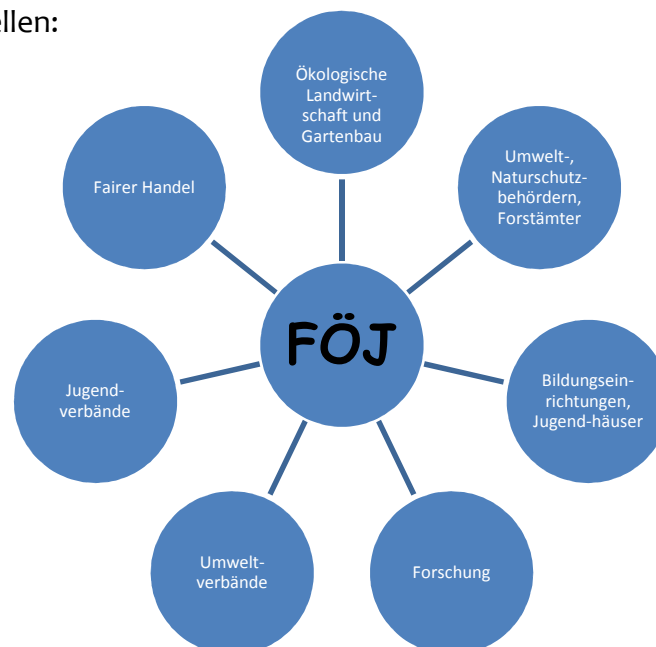 ellen:
Ökologische
Landwirt-
schaft und
Gartenbau
Umwelt-,
Naturschutz-
behördern,
Forstämter
Bildungsein-
richtungen,
Jugend-häuser
Forschung
Umwelt-
verbände
Jugend-
verbände
Fairer Handel
FÖJ